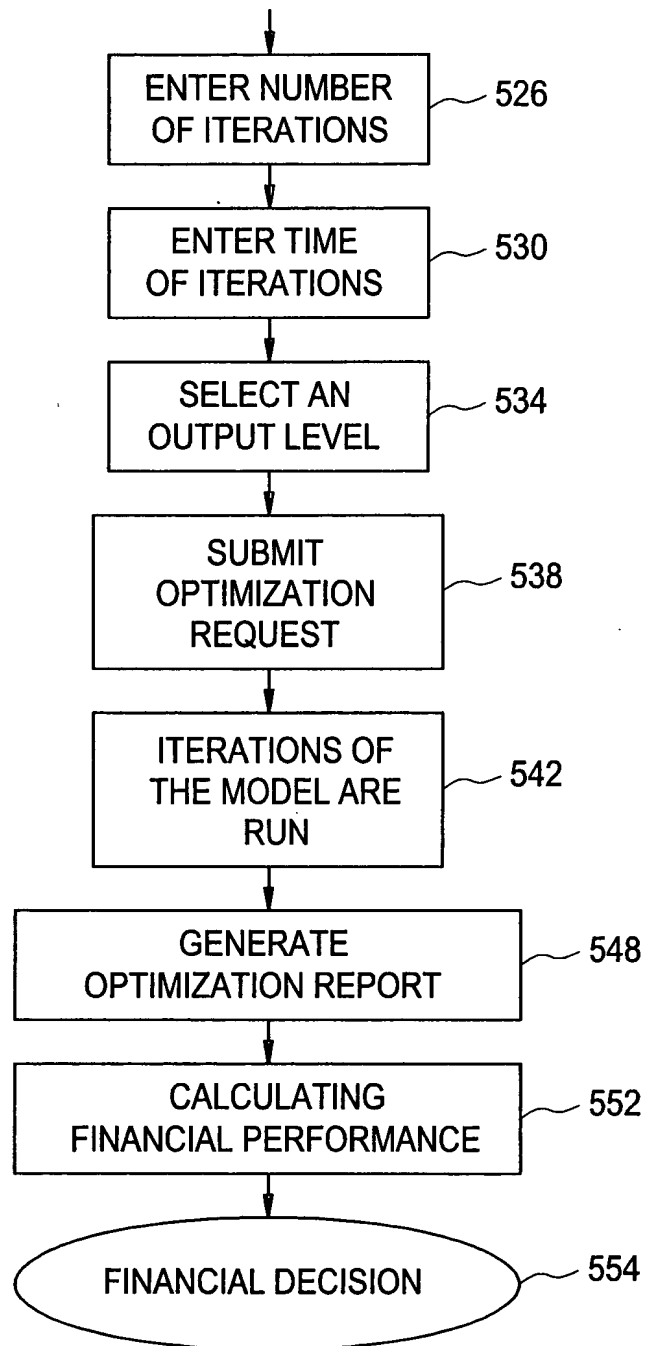 ENTER NUMBER
OF ITERATIONS
526
ENTER TIME
OF ITERATIONS
530
SELECT AN
OUTPUT LEVEL
534
SUBMIT
OPTIMIZATION
REQUEST
538
ITERATIONS OF
THE MODEL ARE
RUN
542
GENERATE
OPTIMIZATION REPORT
548
CALCULATING
FINANCIAL PERFORMANCE
552
FINANCIAL DECISION
554